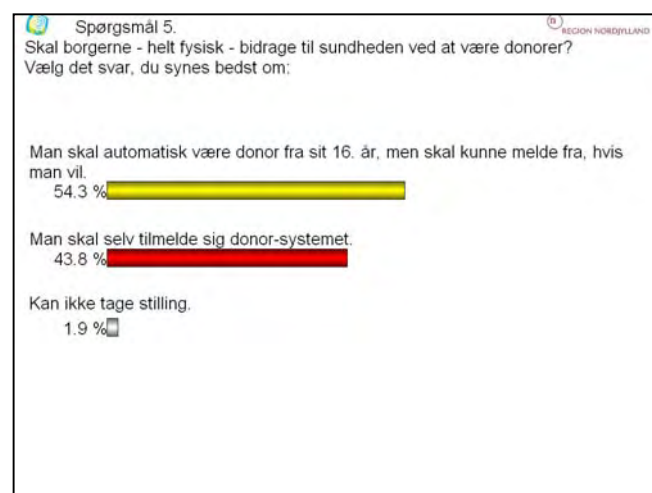 Spørgsmål 5.
REGION NORDJYLLAND
Skal borgerne - helt fysisk - bidrage til sundheden ved at være donorer?
Vælg det svar, du synes bedst om:
Man skal automatisk være donor fra sit 16. år, men skal kunne melde fra, hvis
man vil.
54.3 %
Man skal selv tilmelde sig donor-systemet.
43.8 %
Kan ikke tage stilling.
1.9 %